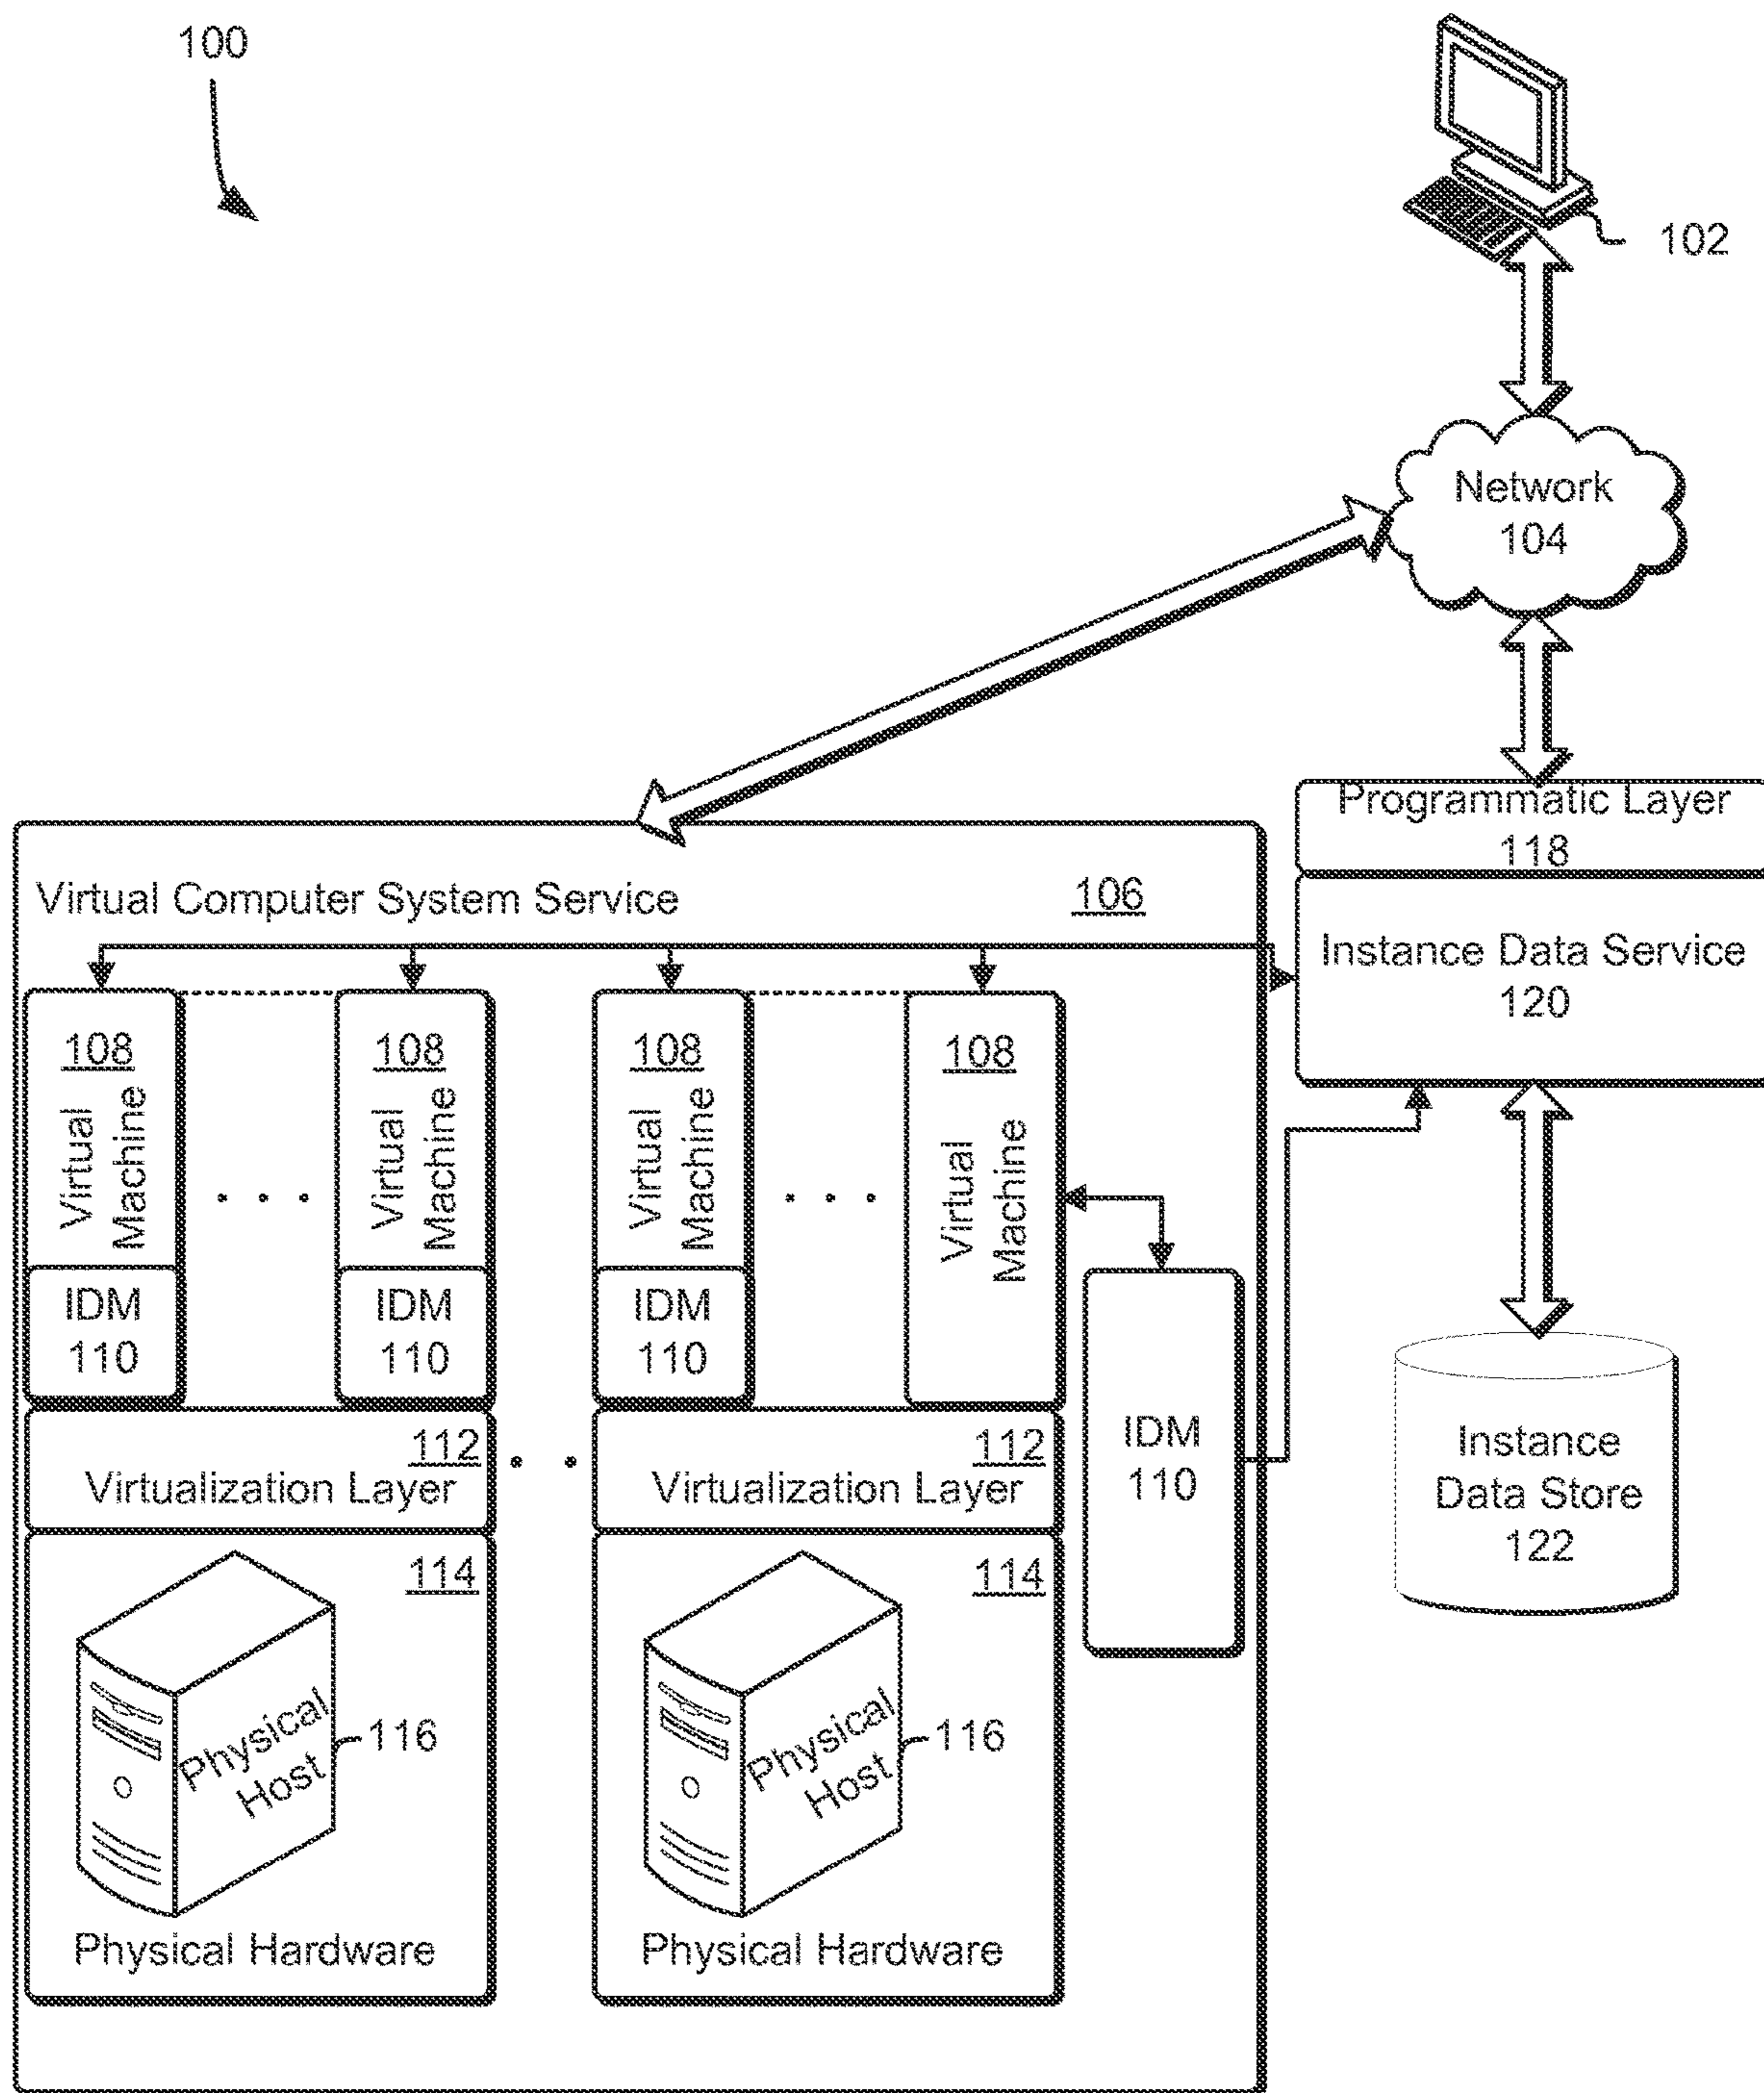 100
102
Network
104
Programmatic Layer
118
Virtual Computer System Service
106
Instance Data Service
120
108
Virtual
Machine
108
Virtual
Machine
108
Virtual
Machine
108
Virtual
Machine
IDM
110
IDM
110
IDM
110
IDM
110
112
Virtualization Layer
112
Virtualization Layer
Instance
Data Store
122
114
Physical
Host
116
Physical Hardware
114
Physical
Host
116
Physical Hardware